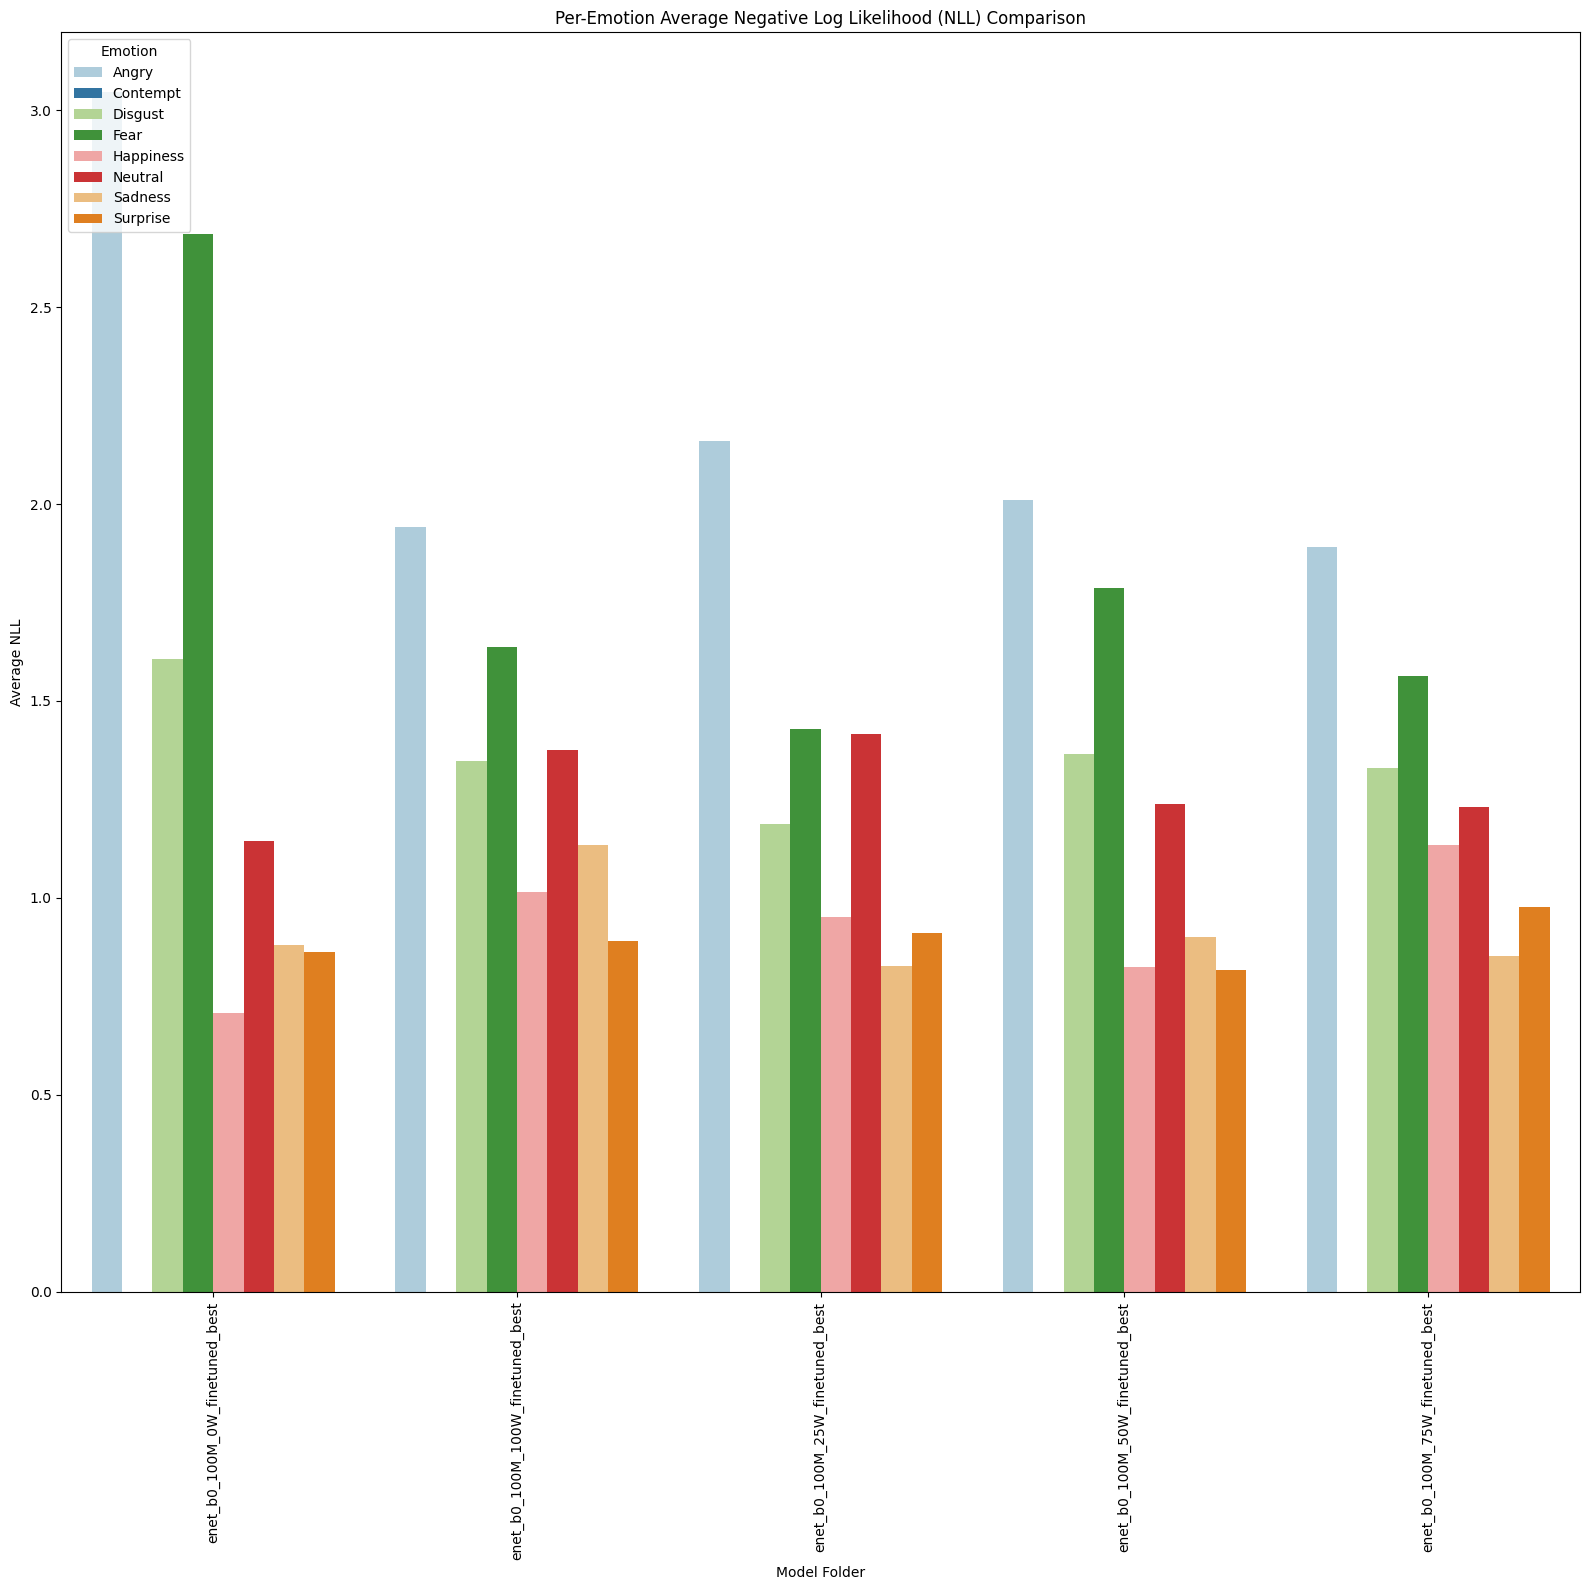 Per-Emotion Average Negative Log Likelihood (NLL) Comparison
Emotion
Angry
Contempt
Disgust
Fear
Happiness
Neutral
Sadness
Surprise
Average NLL
3.0
2.5
2.0
1.5
1.0
0.5
0.0
enet_b0_100M_0W_finetuned_best
enet_b0_100M_100W_finetuned_best
enet_b0_100M_25W_finetuned_best
enet_b0_100M_50W_finetuned_best
enet_b0_100M_75W_finetuned_best
Model Folder